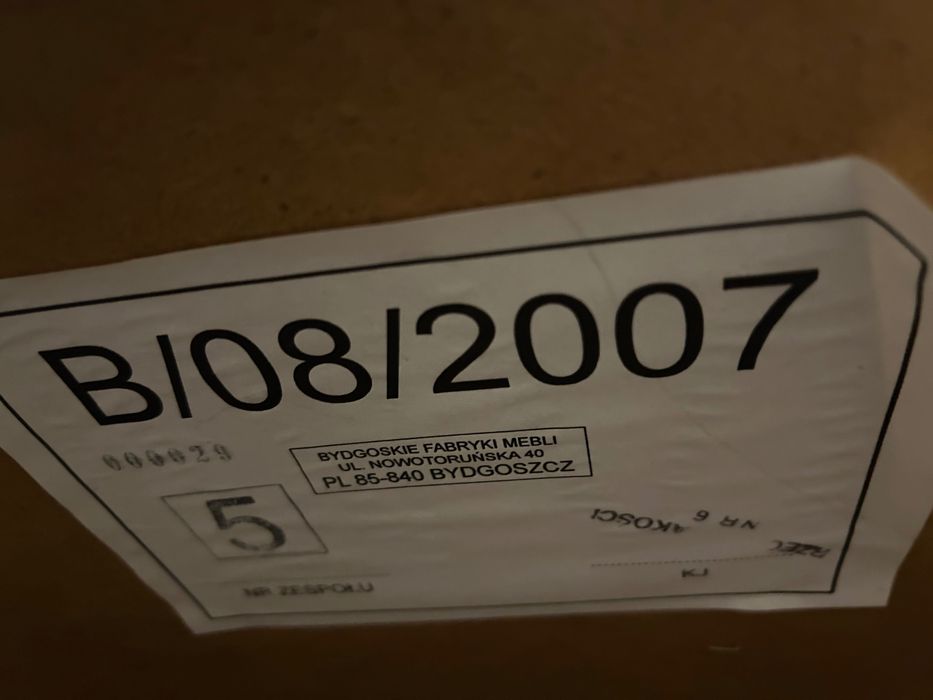 B/08/2007
000029
BYDGOSKIE FABRYKI MEBLI
UL. NOWOTORUŃSKA 40
PL 85-840 BYDGOSZCZ
5
NR 6
AKOŚCI
KJ
NR ZESPOŁU